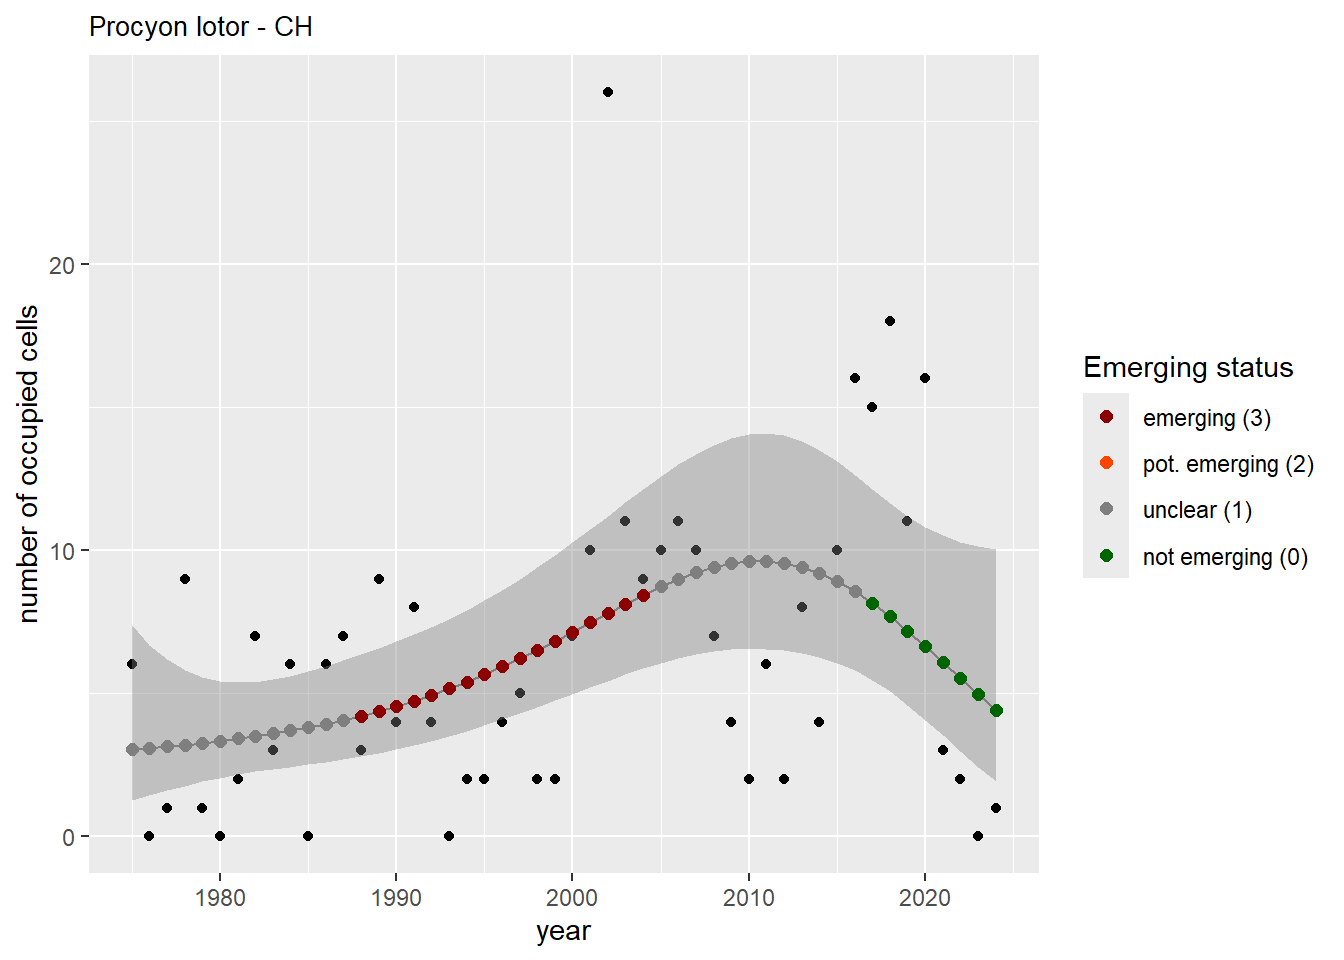 Procyon lotor - CH
number of occupied cells
20
10
0
1980
1990
2000
2010
2020
year
Emerging status
emerging (3)
pot. emerging (2)
unclear (1)
not emerging (0)